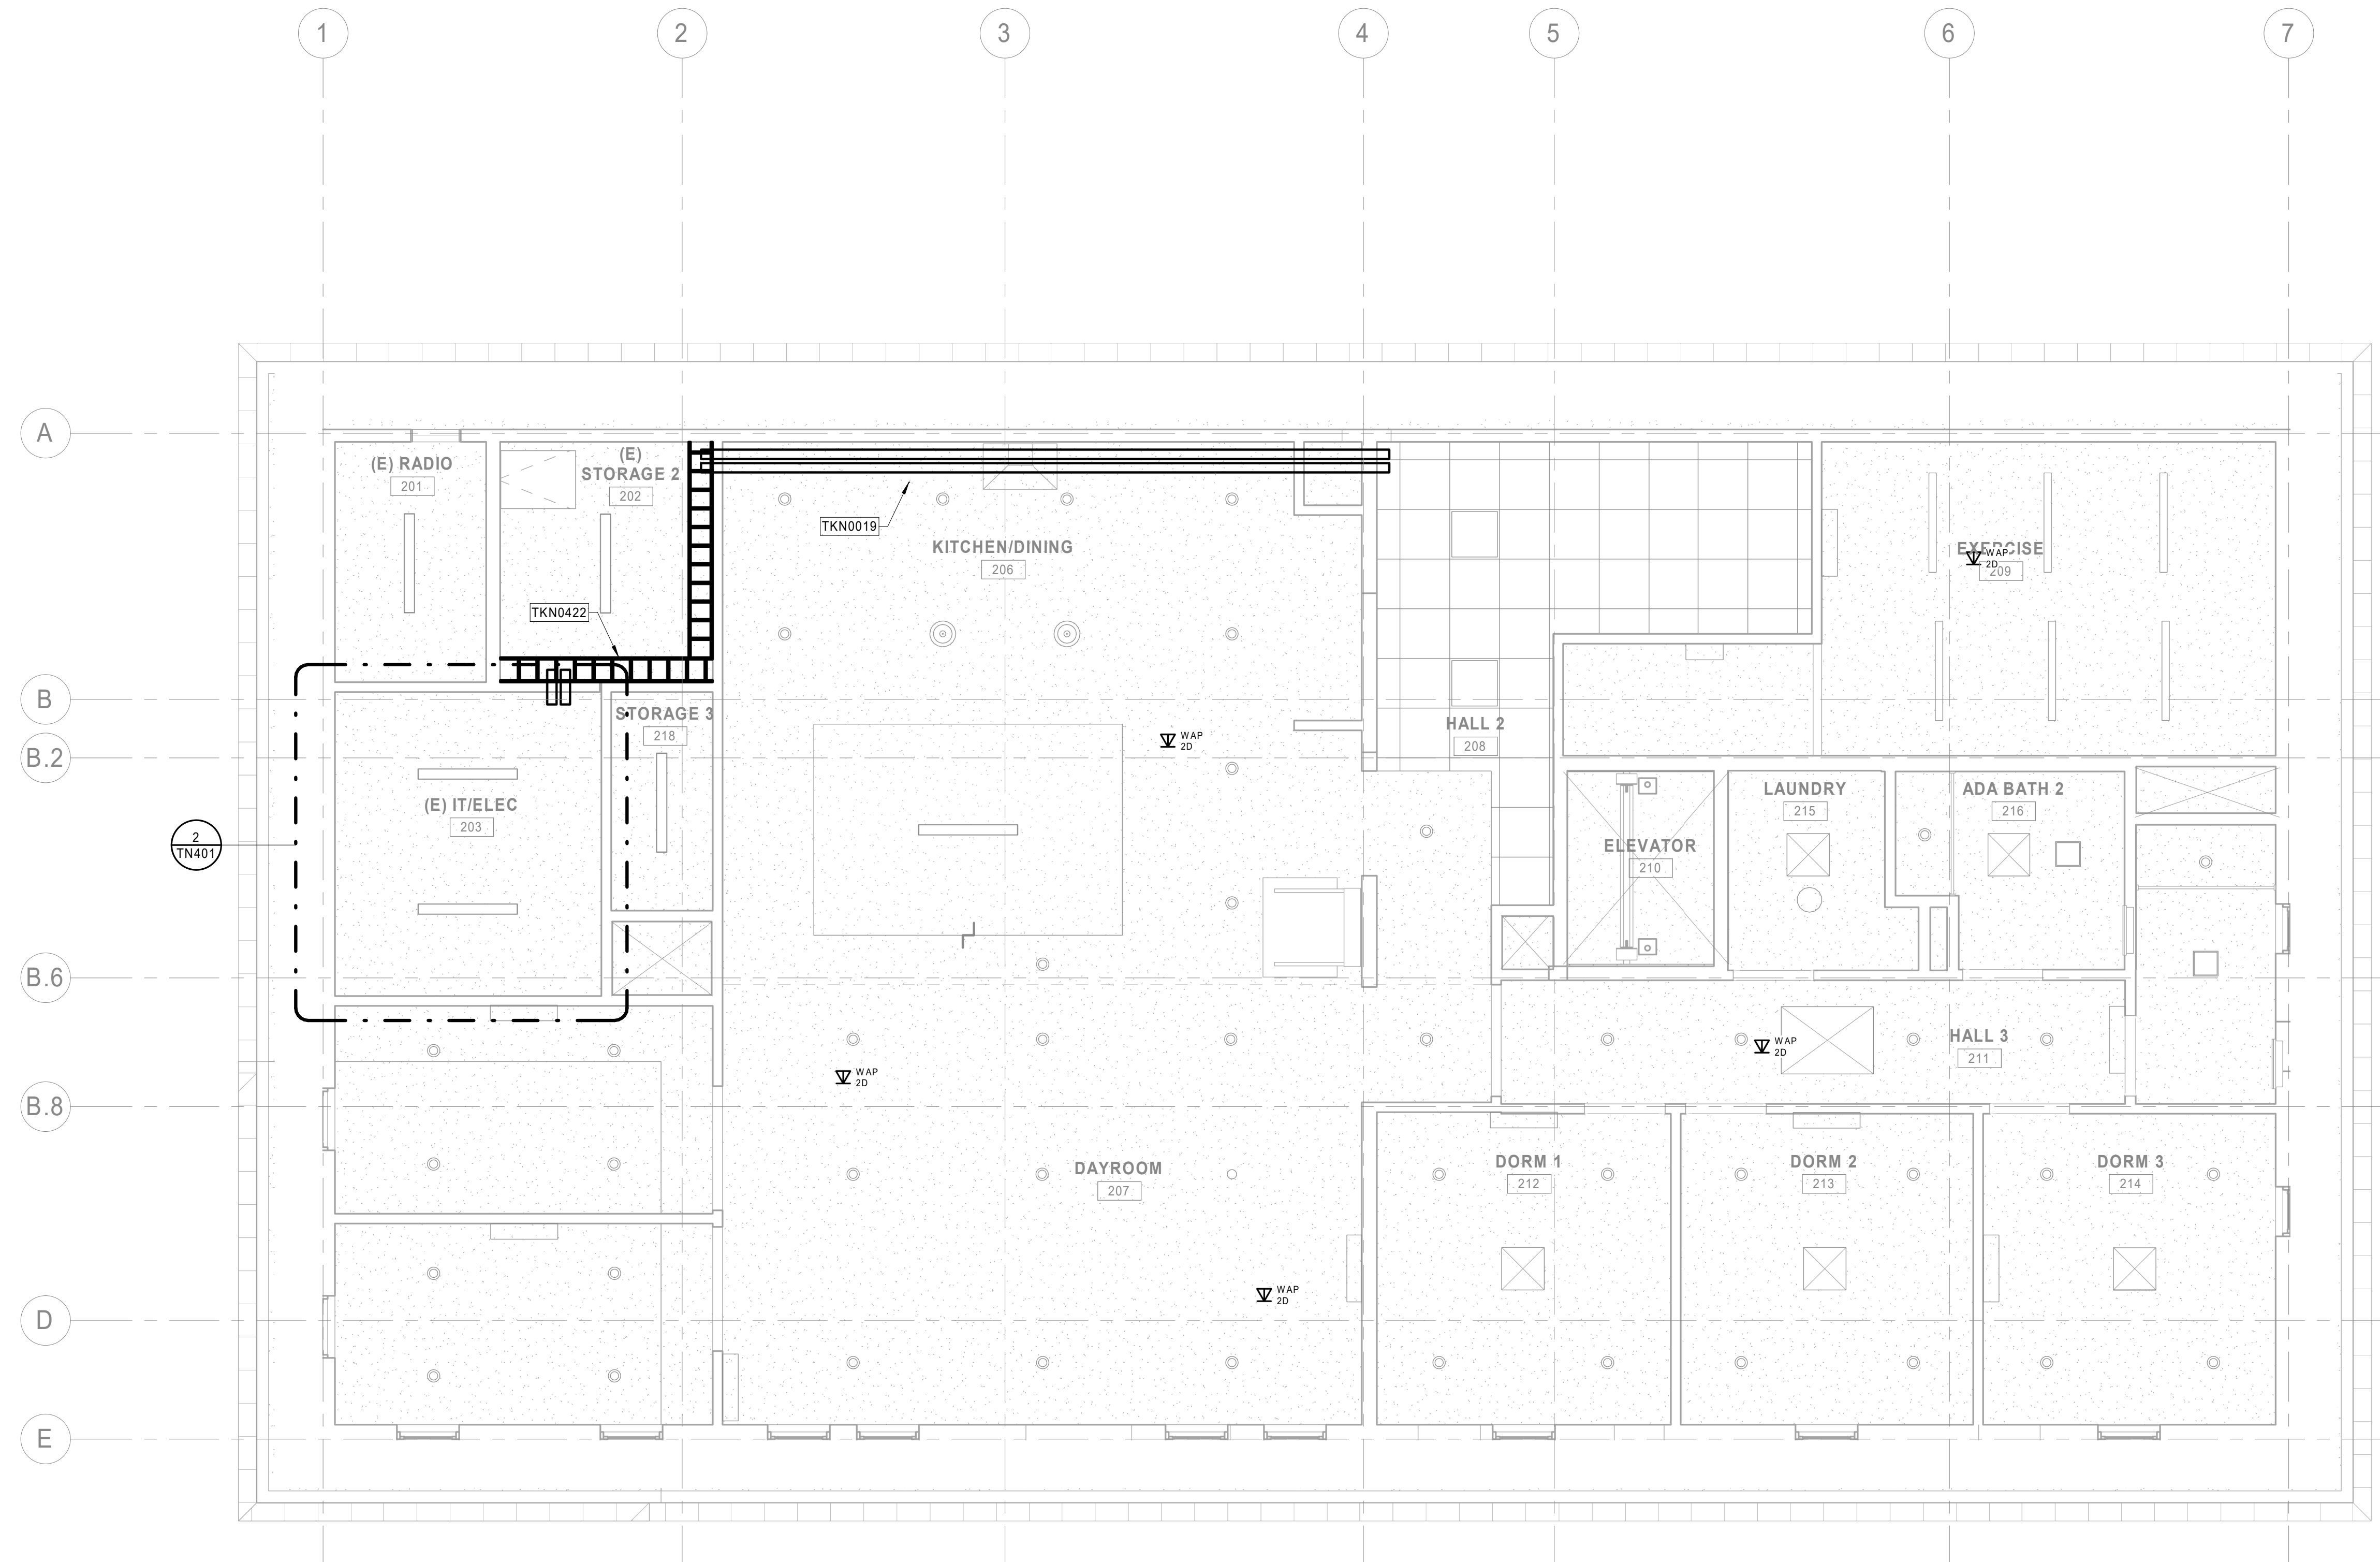 1
2
3
4
5
6
7
A
B
B.2
B.6
B.8
D
E
(E) RADIO
201
(E)
STORAGE 2
202
TKN0019
KITCHEN/DINING
206
EXERCISE
209
WAP
2D
TKN0422
STORAGE 3
218
WAP
2D
HALL 2
208
(E) IT/ELEC
203
2
TN401
ELEVATOR
210
LAUNDRY
215
ADA BATH 2
216
HALL 3
211
WAP
2D
WAP
2D
DAYROOM
207
DORM 1
212
DORM 2
213
DORM 3
214
WAP
2D